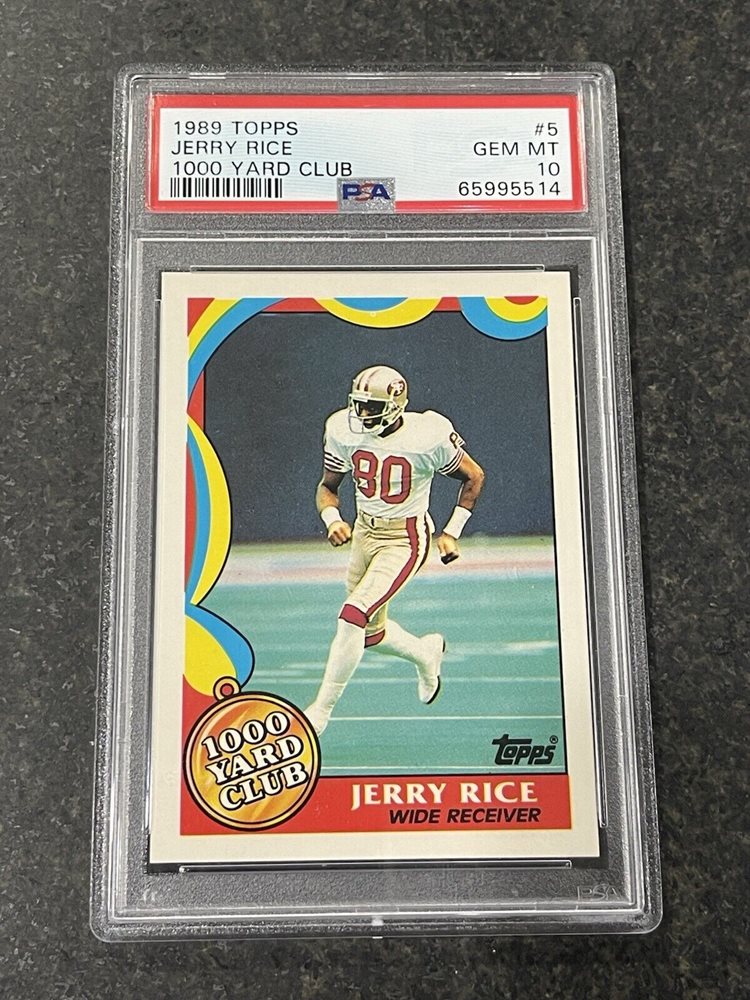 1989 TOPPS #5
JERRY RICE GEM MT
1000 YARD CLUB 10
PSA 65995514
80
80
1000
YARD
CLUB
topps®
JERRY RICE
WIDE RECEIVER
PSA